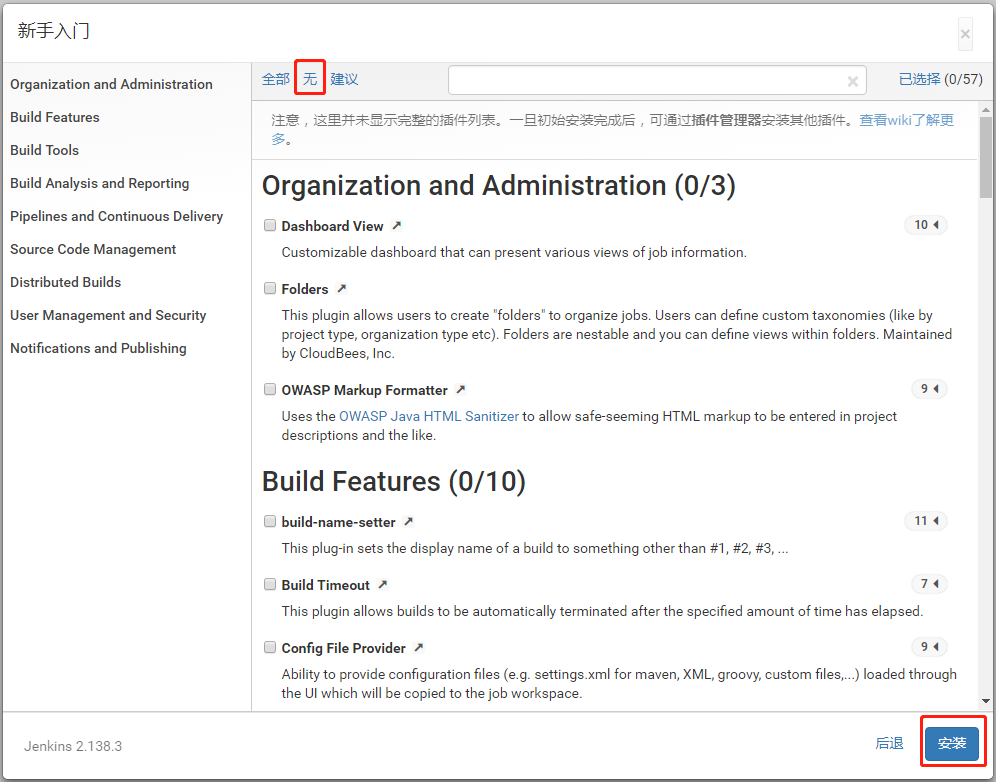 新手入门
×
Organization and Administration
Build Features
Build Tools
Build Analysis and Reporting
Pipelines and Continuous Delivery
Source Code Management
Distributed Builds
User Management and Security
Notifications and Publishing
全部 无 建议 × 已选择 (0/57)
注意，这里并未显示完整的插件列表。一旦初始安装完成后，可通过插件管理器安装其他插件。查看wiki了解更
多。
Organization and Administration (0/3)
Dashboard View 10
Customizable dashboard that can present various views of job information.
Folders
This plugin allows users to create "folders" to organize jobs. Users can define custom taxonomies (like by
project type, organization type etc). Folders are nestable and you can define views within folders. Maintained
by CloudBees, Inc.
OWASP Markup Formatter 9
Uses the OWASP Java HTML Sanitizer to allow safe-seeming HTML markup to be entered in project
descriptions and the like.
Build Features (0/10)
build-name-setter 11
This plug-in sets the display name of a build to something other than #1, #2, #3, ...
Build Timeout 7
This plugin allows builds to be automatically terminated after the specified amount of time has elapsed.
Config File Provider 9
Ability to provide configuration files (e.g. settings.xml for maven, XML, groovy, custom files,...) loaded through
the UI which will be copied to the job workspace.
Jenkins 2.138.3 后退 安装